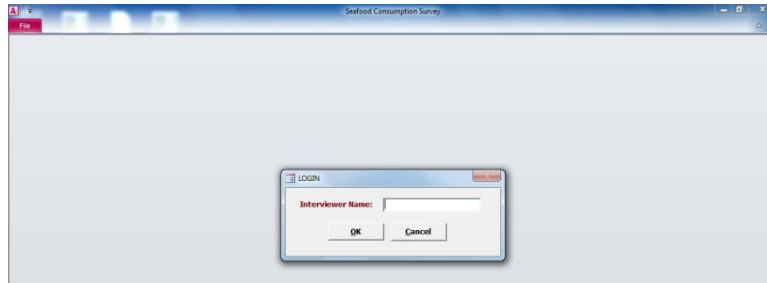 A
Seafood Consumption Survey
File
LOGIN
Interviewer Name:
OK
Cancel